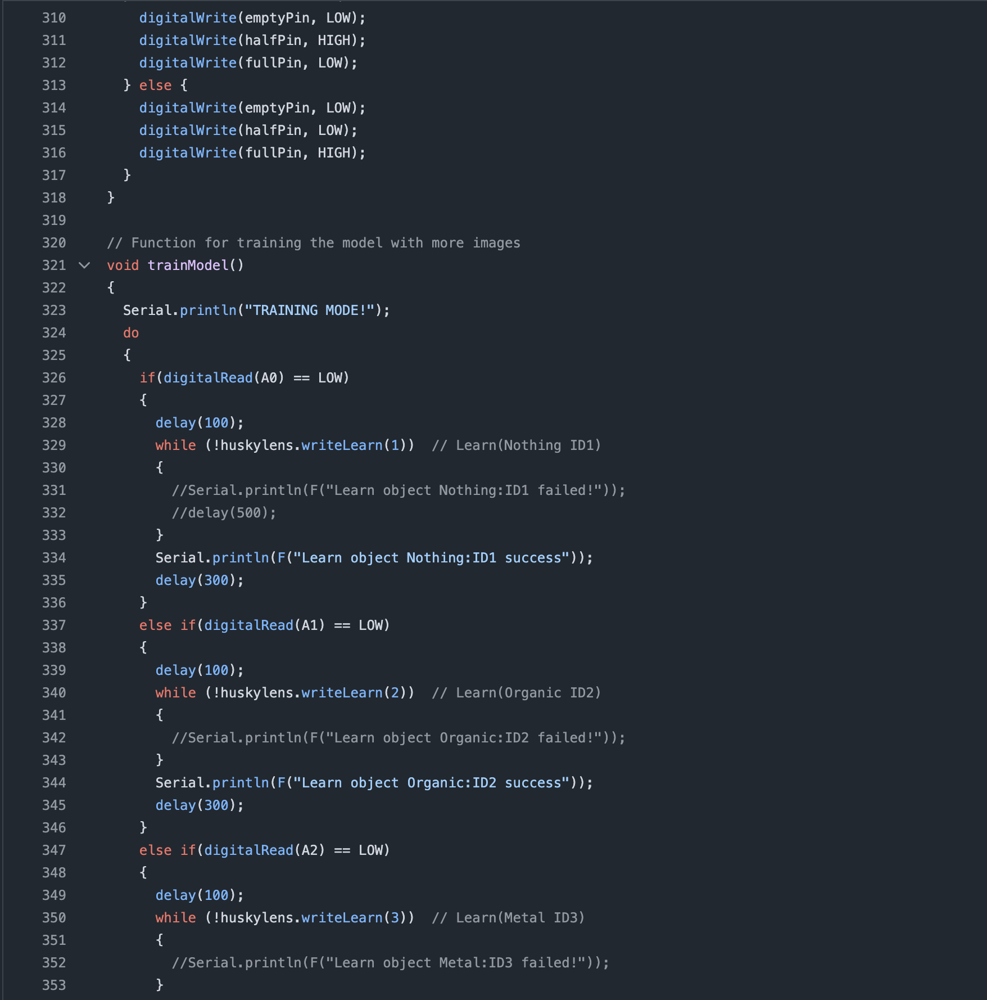 310 digitalWrite(emptyPin, LOW);
311 digitalWrite(halfPin, HIGH);
312 digitalWrite(fullPin, LOW);
313 } else {
314 digitalWrite(emptyPin, LOW);
315 digitalWrite(halfPin, LOW);
316 digitalWrite(fullPin, HIGH);
317 }
318 }
319
320 // Function for training the model with more images
321 void trainModel()
322 {
323 Serial.println("TRAINING MODE!");
324 do
325 {
326 if(digitalRead(A0) == LOW)
327 {
328 delay(100);
329 while (!huskylens.writeLearn(1))  // Learn(Nothing ID1)
330 {
331 //Serial.println(F("Learn object Nothing:ID1 failed!"));
332 //delay(500);
333 }
334 Serial.println(F("Learn object Nothing:ID1 success"));
335 delay(300);
336 }
337 else if(digitalRead(A1) == LOW)
338 {
339 delay(100);
340 while (!huskylens.writeLearn(2))  // Learn(Organic ID2)
341 {
342 //Serial.println(F("Learn object Organic:ID2 failed!"));
343 }
344 Serial.println(F("Learn object Organic:ID2 success"));
345 delay(300);
346 }
347 else if(digitalRead(A2) == LOW)
348 {
349 delay(100);
350 while (!huskylens.writeLearn(3))  // Learn(Metal ID3)
351 {
352 //Serial.println(F("Learn object Metal:ID3 failed!"));
353 }